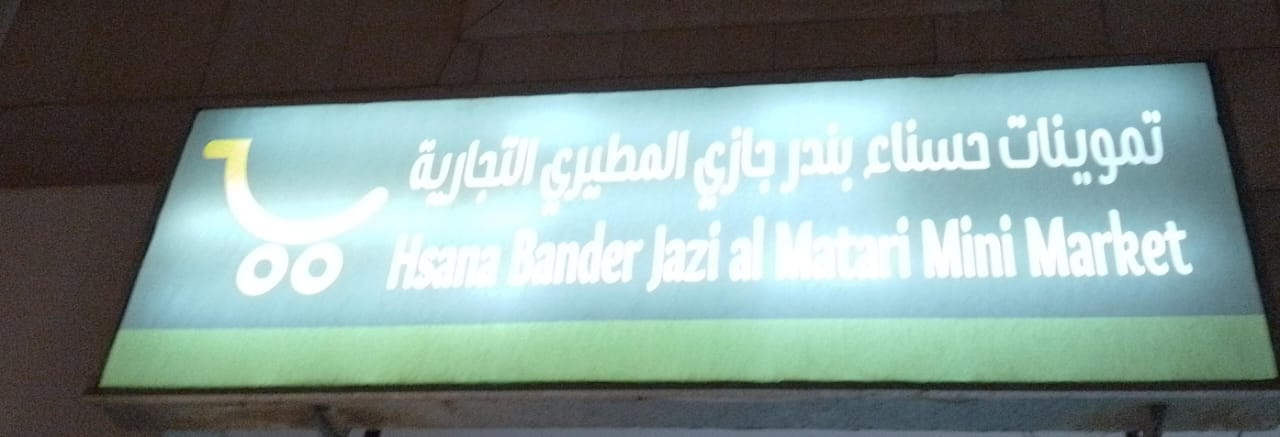 تموينات حسناء بندر جازي المطيري التجارية
Hsana Bander Jazi al Matari Mini Market